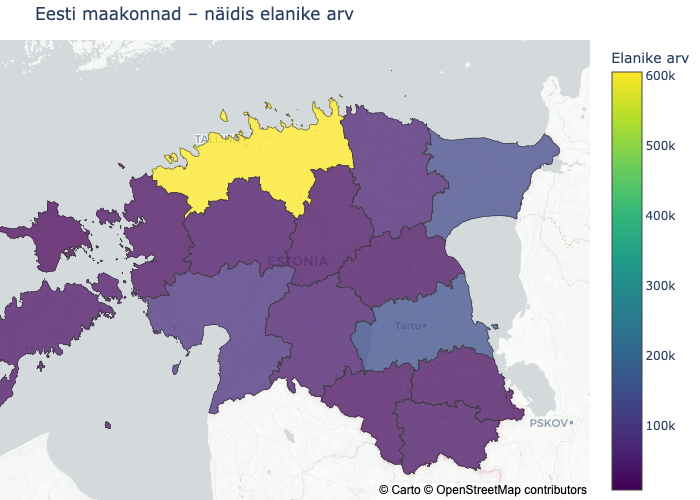 Eesti maakonnad – näidis elanike arv
Elanike arv
600k
500k
400k
300k
200k
100k
TALLINN
ESTONIA
Tartu
PSKOV
© Carto © OpenStreetMap contributors